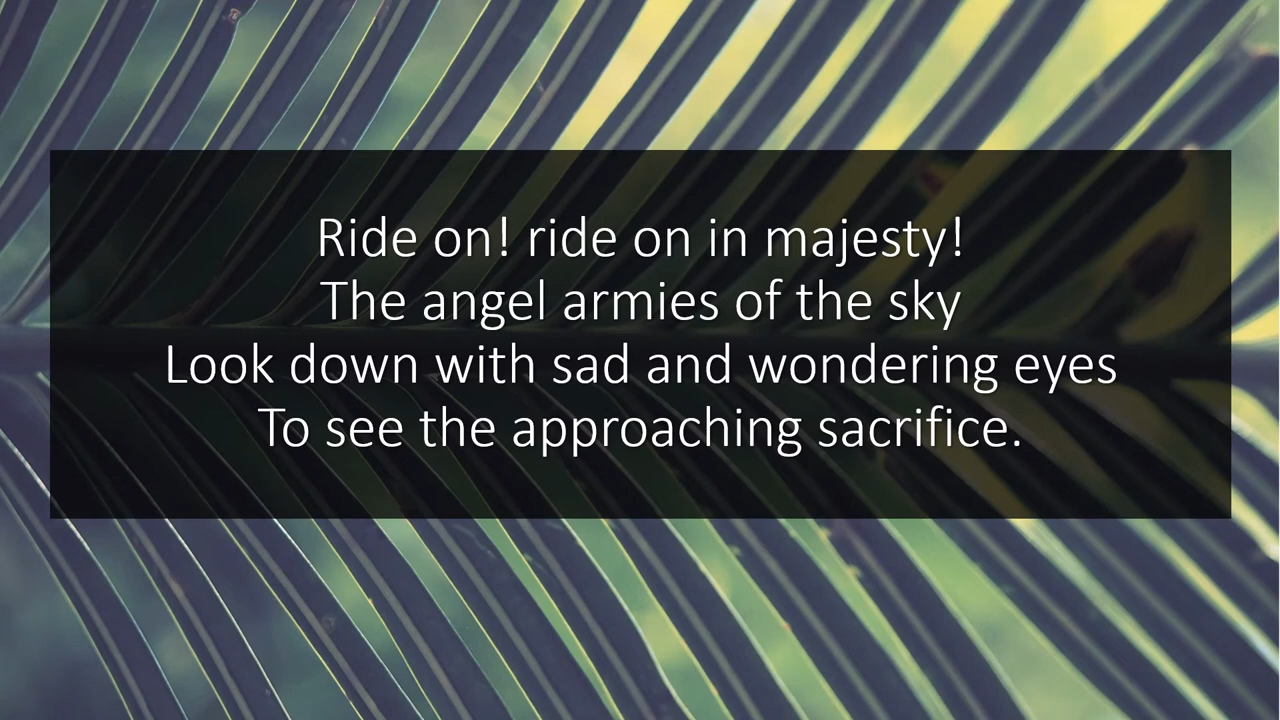 Ride on! ride on in majesty!
The angel armies of the sky
Look down with sad and wondering eyes
To see the approaching sacrifice.